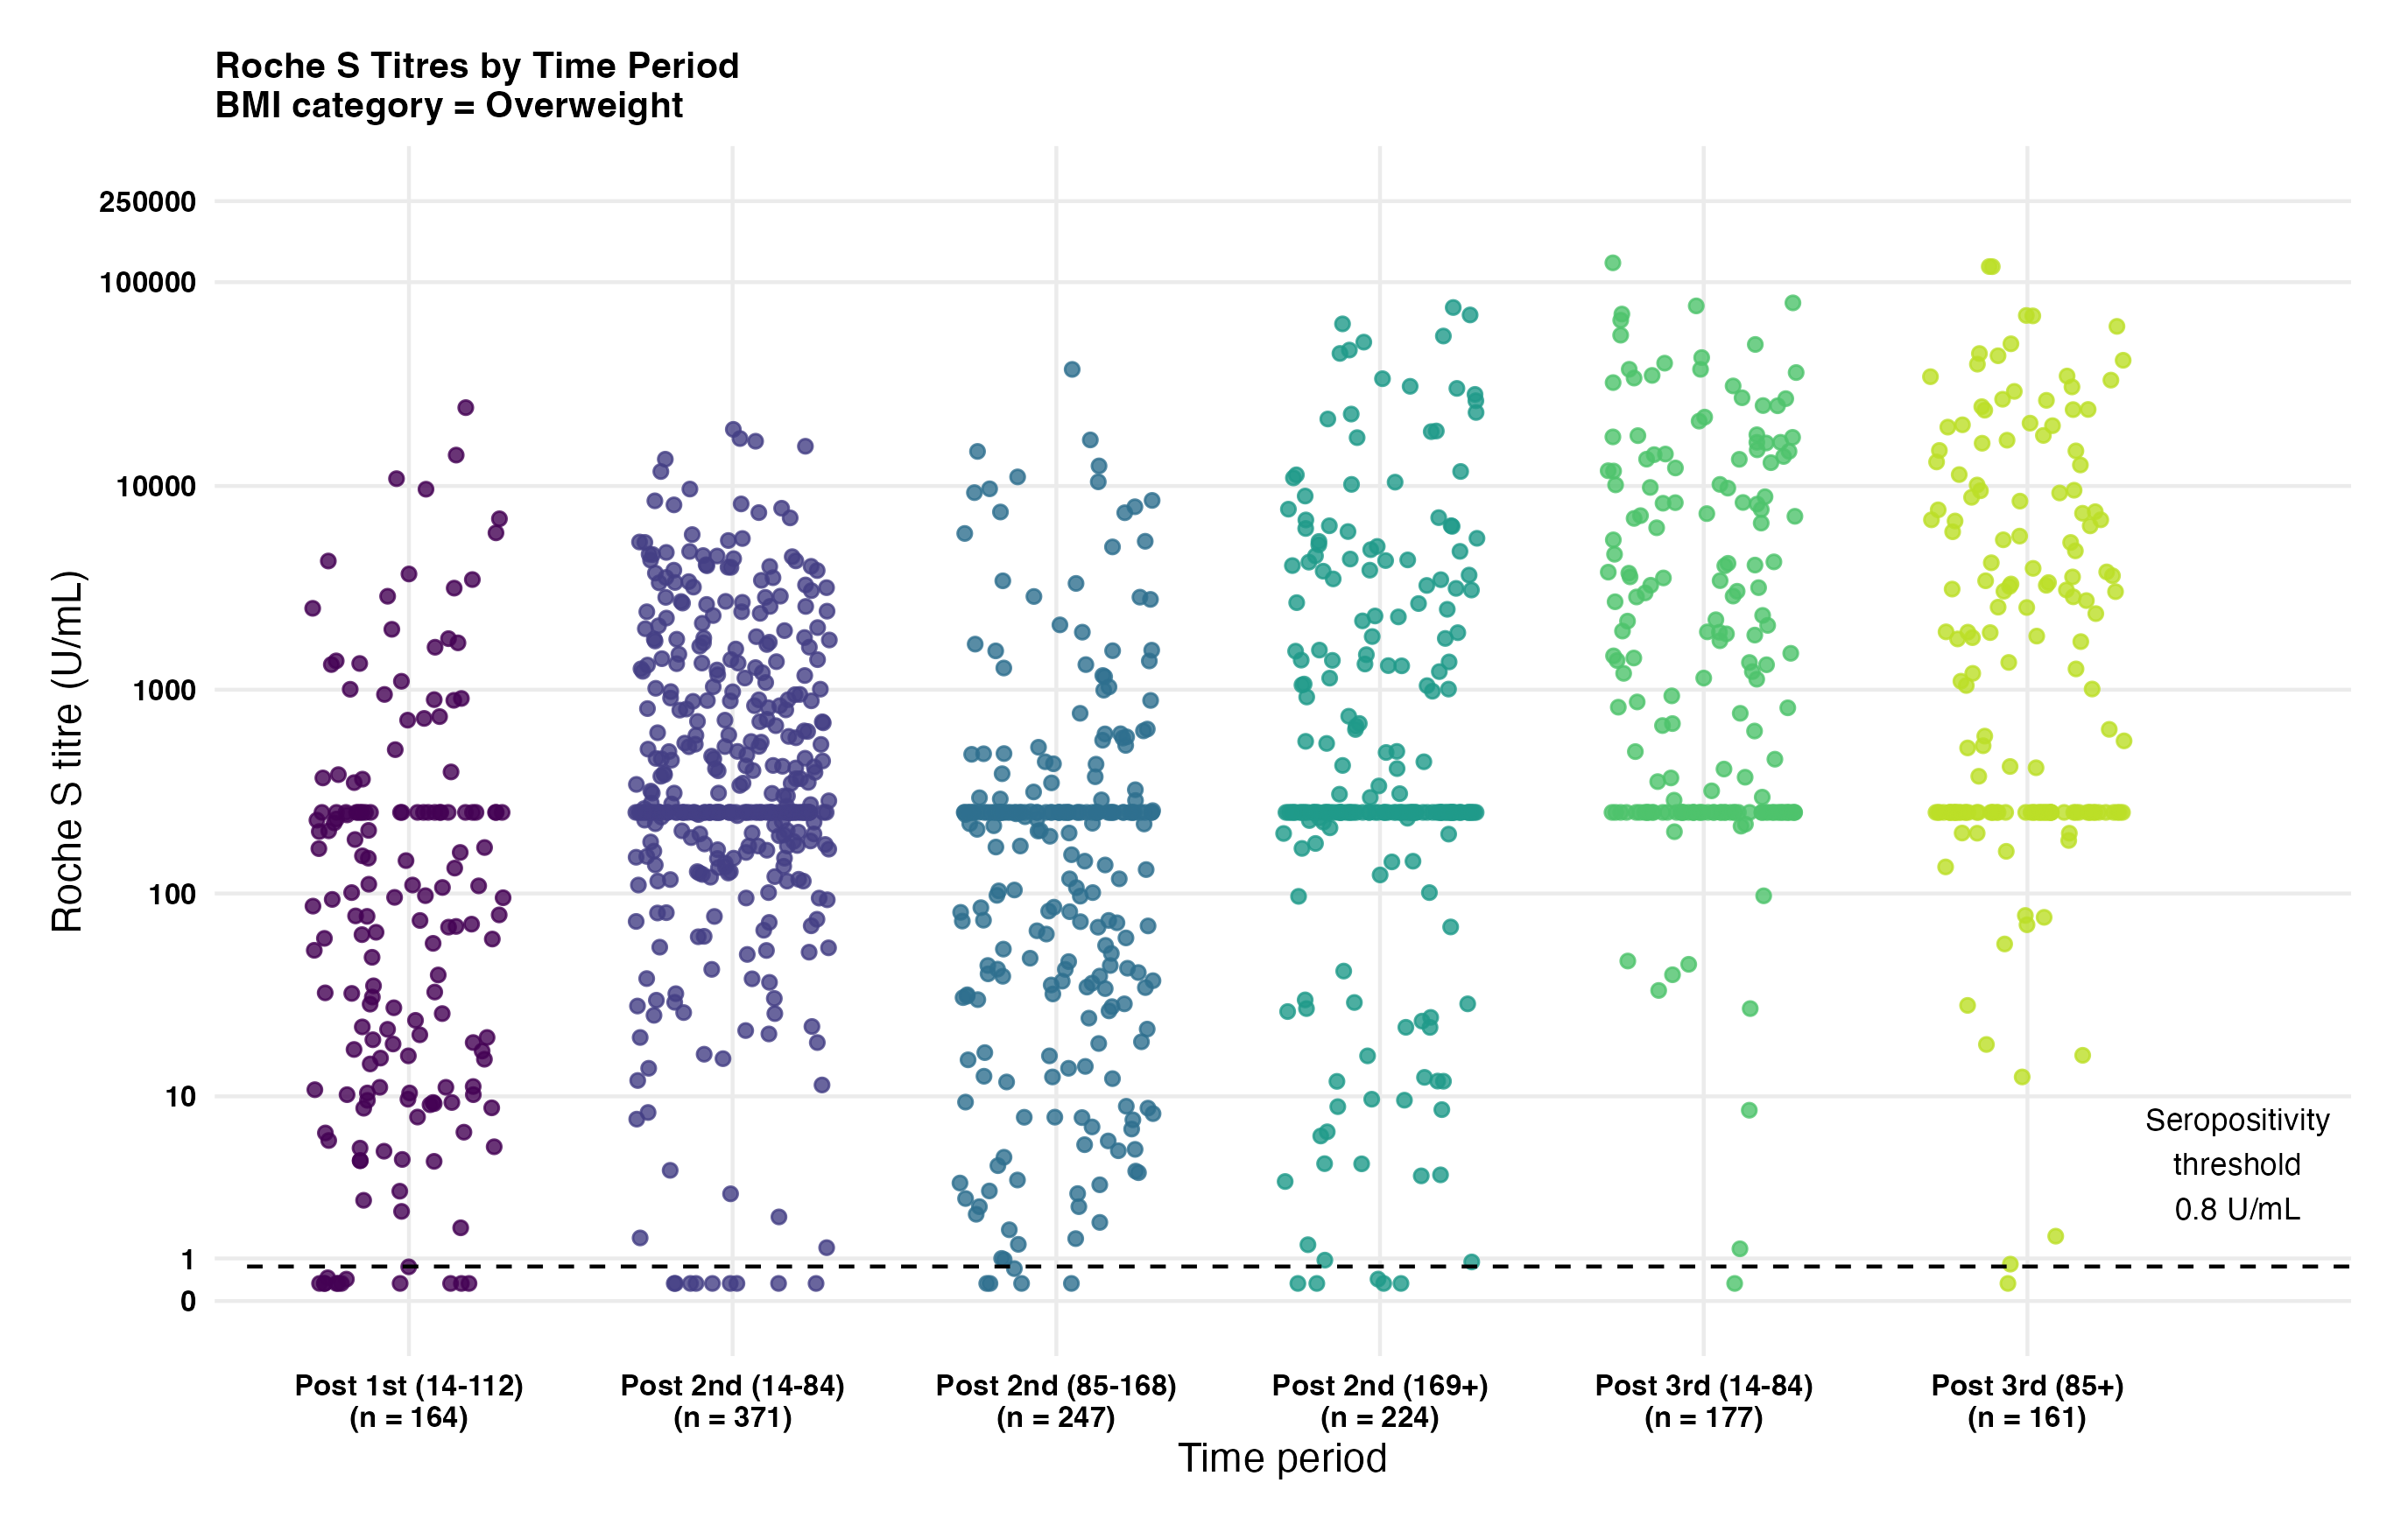 Roche S Titres by Time Period
BMI category = Overweight
250000
100000
10000
1000
100
10
1
0
Roche S titre (U/mL)
Seropositivity
threshold
0.8 U/mL
Post 1st (14-112)
(n = 164)
Post 2nd (14-84)
(n = 371)
Post 2nd (85-168)
(n = 247)
Post 2nd (169+)
(n = 224)
Post 3rd (14-84)
(n = 177)
Post 3rd (85+)
(n = 161)
Time period